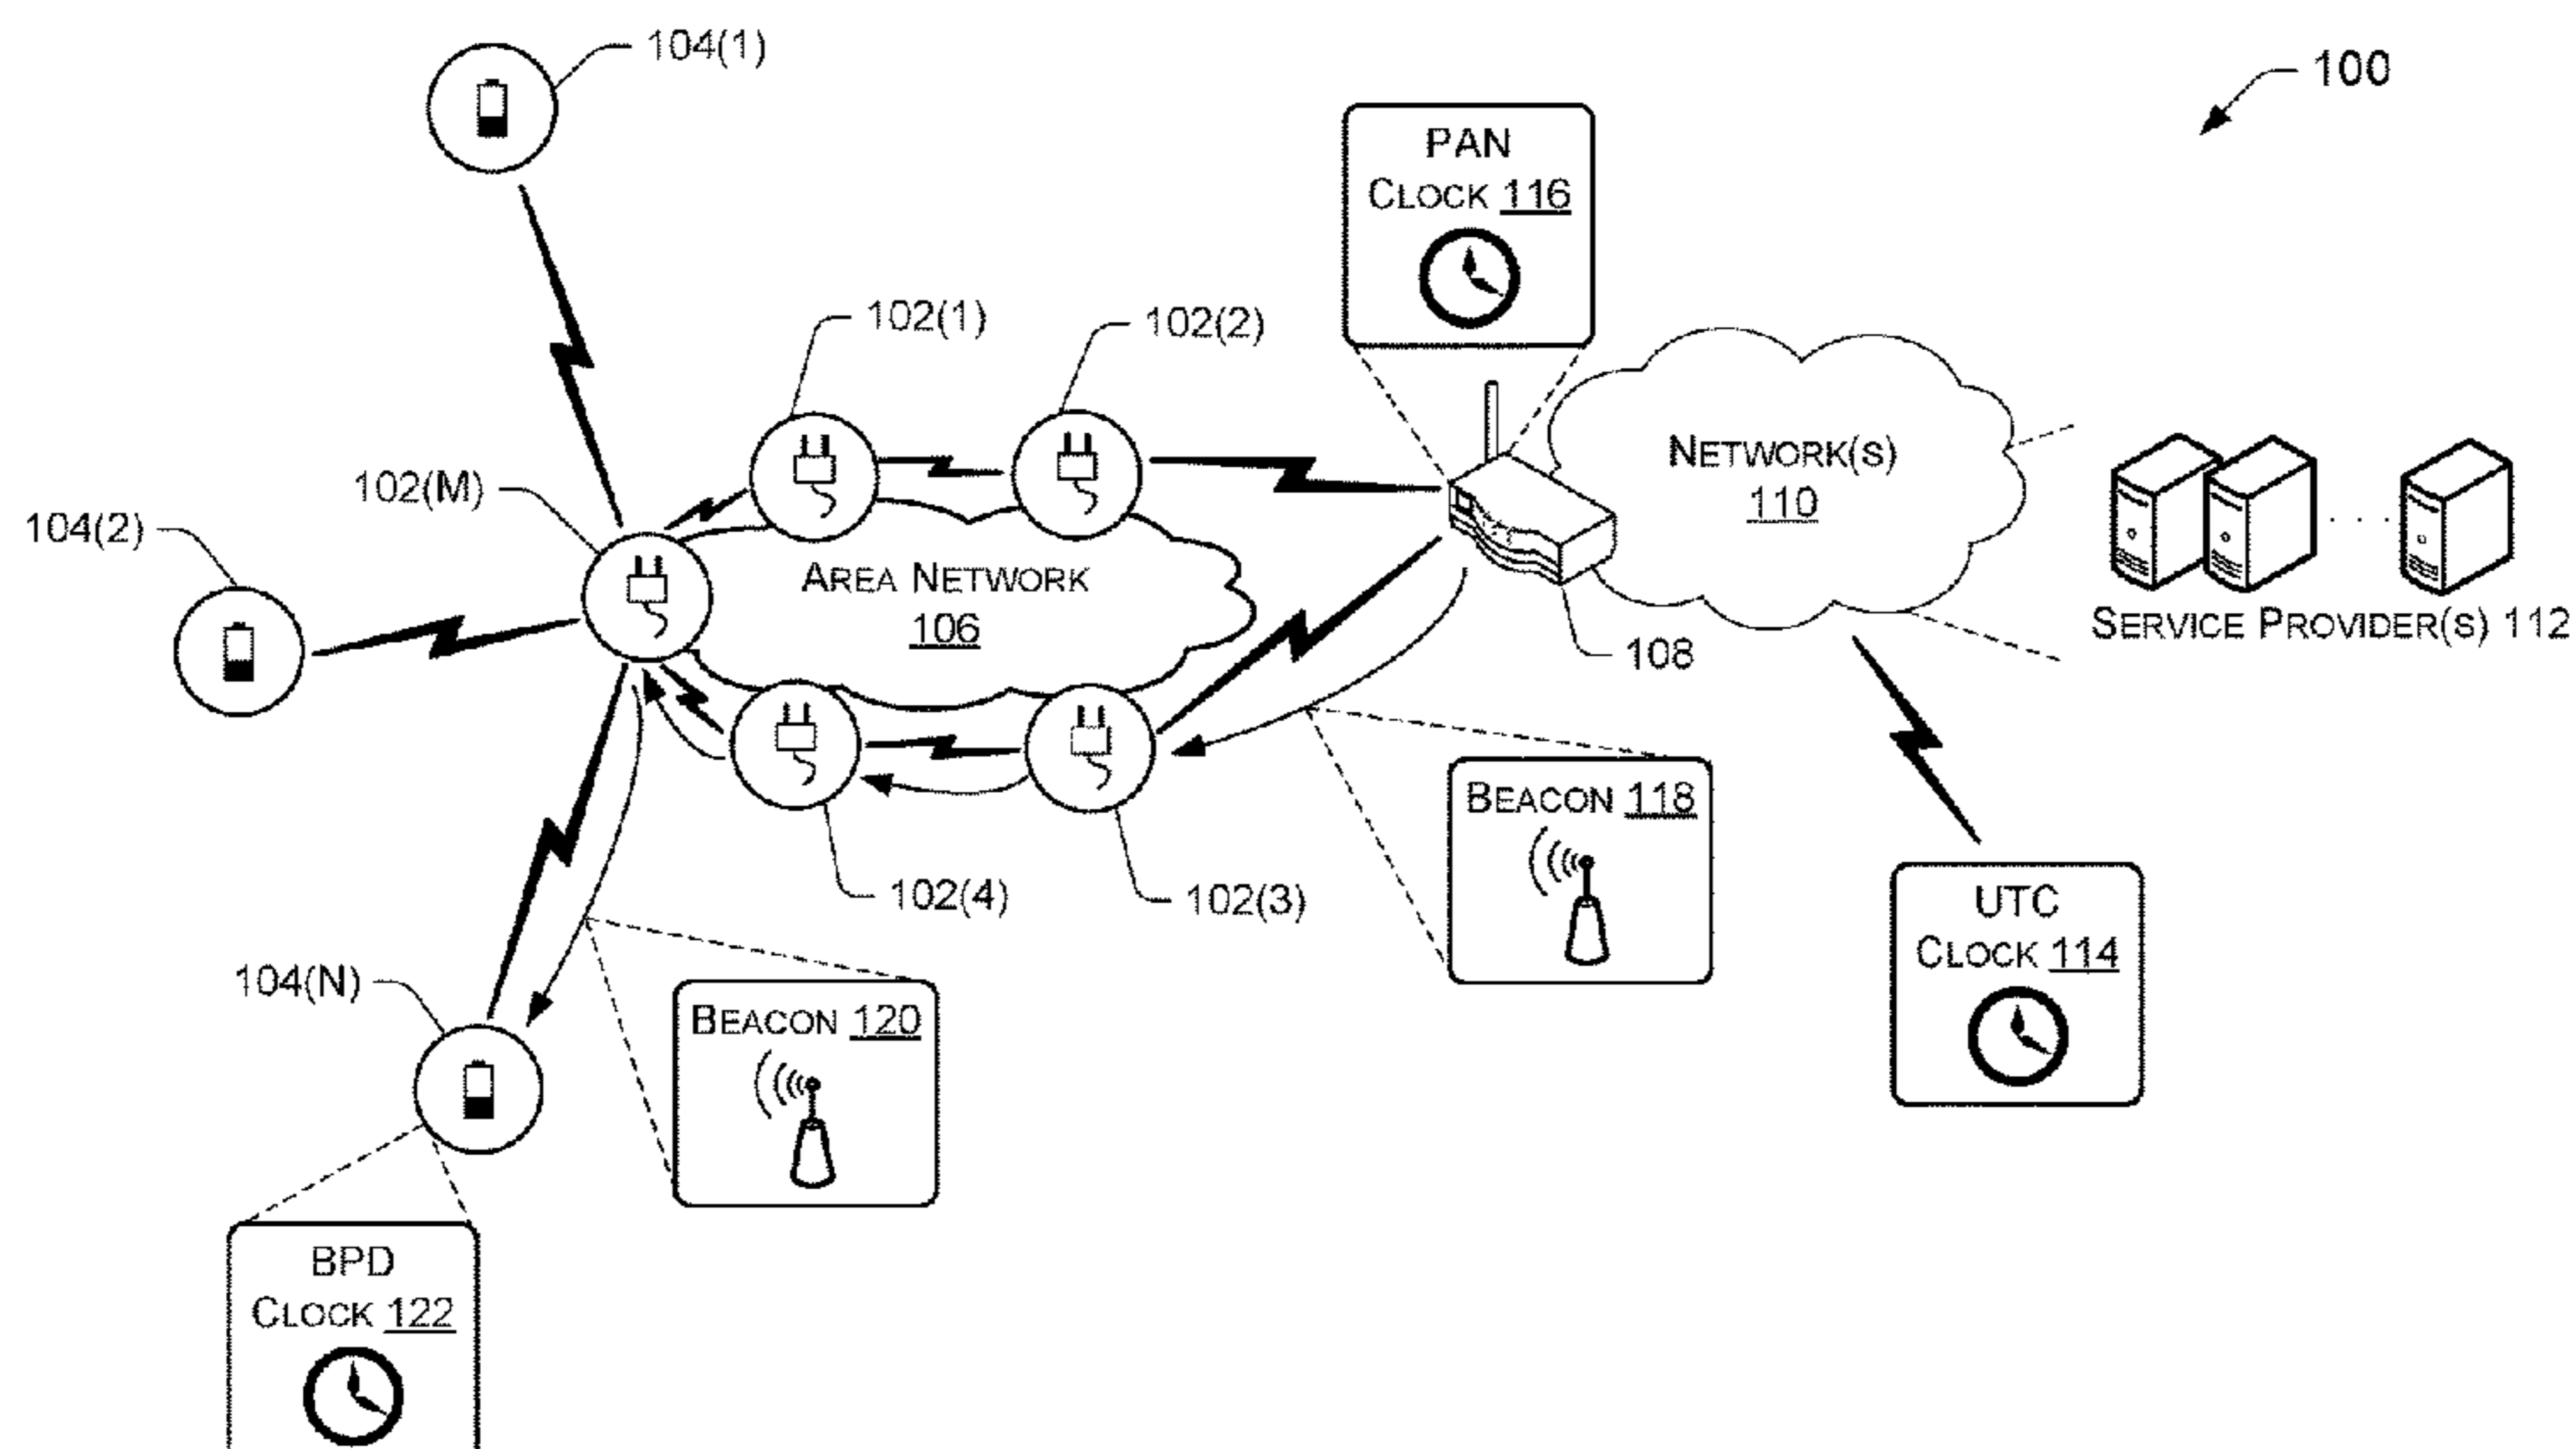 104(1)
100
PAN
CLOCK 116
102(1)
102(2)
NETWORK(S)
110
102(M)
104(2)
AREA NETWORK
106
SERVICE PROVIDER(S) 112
108
BEACON 118
102(4)
102(3)
UTC
CLOCK 114
104(N)
BEACON 120
BPD
CLOCK 122